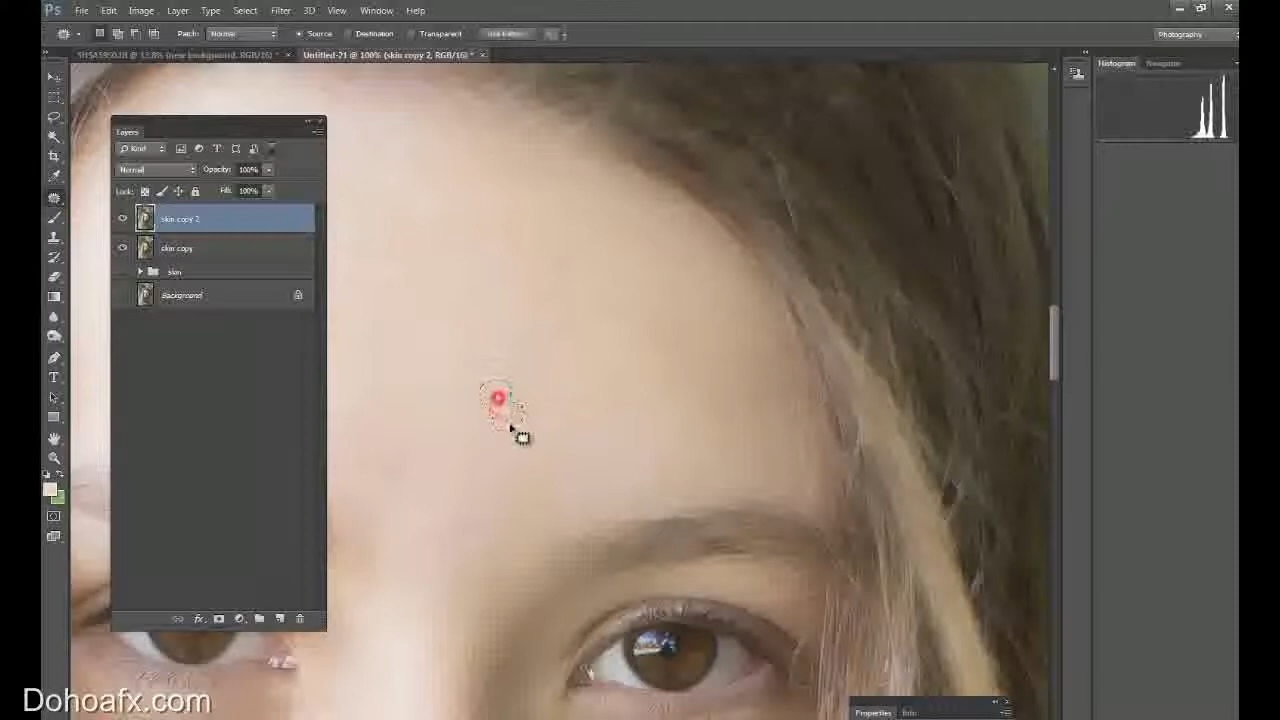 Ps File Edit Image Layer Type Select Filter 3D View Window Help
Patch: Normal Source Destination Transparent Photography
@ 13.8% (new background, RGB/16) * × Untitled-21 @ 100% (skin copy 2, RGB/16) * ×
Histogram Navigator
Layers
Kind
Normal Opacity: 100%
Lock: Fill: 100%
skin copy 2
skin copy
skin
Background
fx
Properties Info
Dohoafx.com